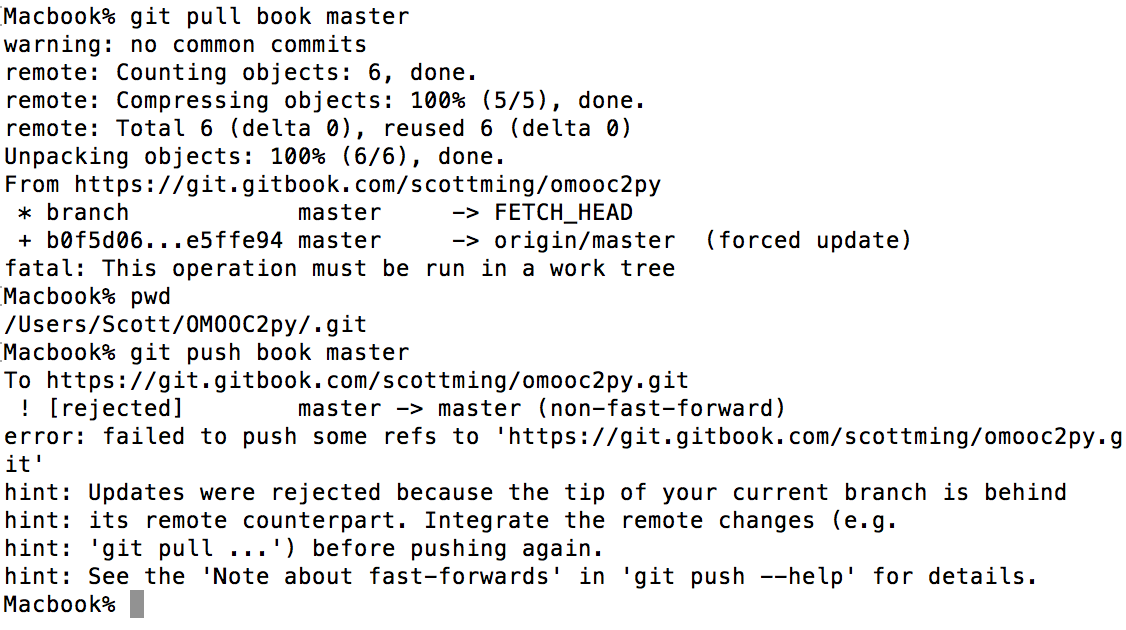 Macbook% git pull book master
warning: no common commits
remote: Counting objects: 6, done.
remote: Compressing objects: 100% (5/5), done.
remote: Total 6 (delta 0), reused 6 (delta 0)
Unpacking objects: 100% (6/6), done.
From https://git.gitbook.com/scottming/omooc2py
 * branch            master     -> FETCH_HEAD
 + b0f5d06...e5ffe94 master     -> origin/master  (forced update)
fatal: This operation must be run in a work tree
Macbook% pwd
/Users/Scott/OMOOC2py/.git
Macbook% git push book master
To https://git.gitbook.com/scottming/omooc2py.git
 ! [rejected]        master -> master (non-fast-forward)
error: failed to push some refs to 'https://git.gitbook.com/scottming/omooc2py.g
it'
hint: Updates were rejected because the tip of your current branch is behind
hint: its remote counterpart. Integrate the remote changes (e.g.
hint: 'git pull ...') before pushing again.
hint: See the 'Note about fast-forwards' in 'git push --help' for details.
Macbook%